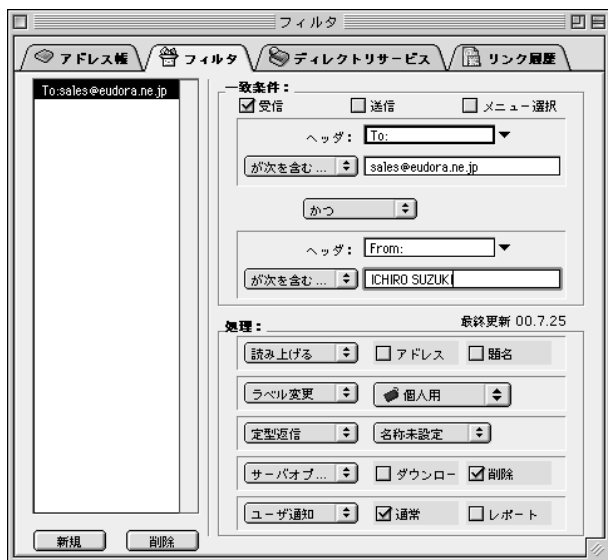 フィルタ
アドレス帳 フィルタ ディレクトリサービス リンク履歴
To:sales@eudora.ne.jp
一致条件：
受信 送信 メニュー選択
ヘッダ： To:
が次を含む ... sales@eudora.ne.jp
かつ
ヘッダ： From:
が次を含む ... ICHIRO SUZUKI
最終更新 00.7.25
処理：
読み上げる アドレス 題名
ラベル変更 個人用
定型返信 名称未設定
サーバオプ... ダウンロー 削除
ユーザ通知 通常 レポート
新規 削除